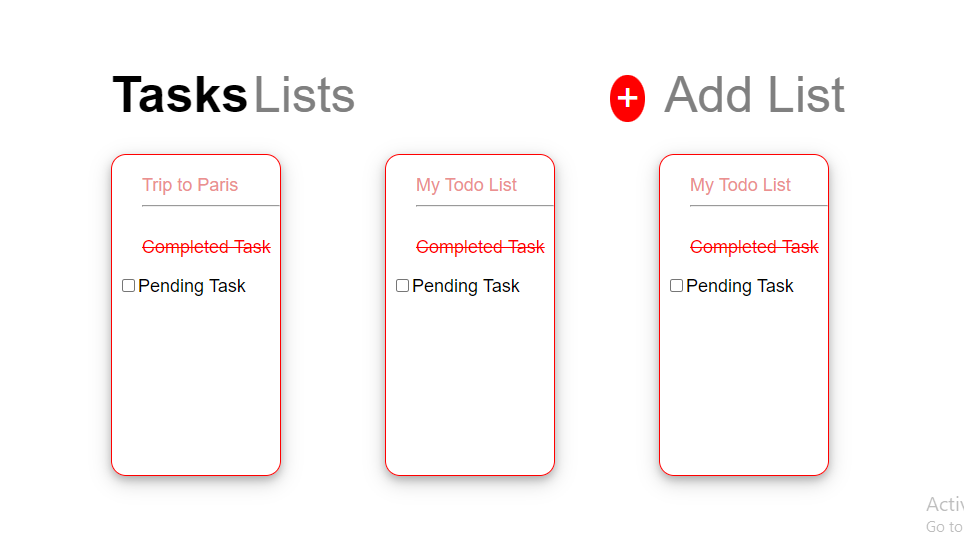 Tasks Lists
+ Add List
Trip to Paris
Completed Task
Pending Task
My Todo List
Completed Task
Pending Task
My Todo List
Completed Task
Pending Task
Go to